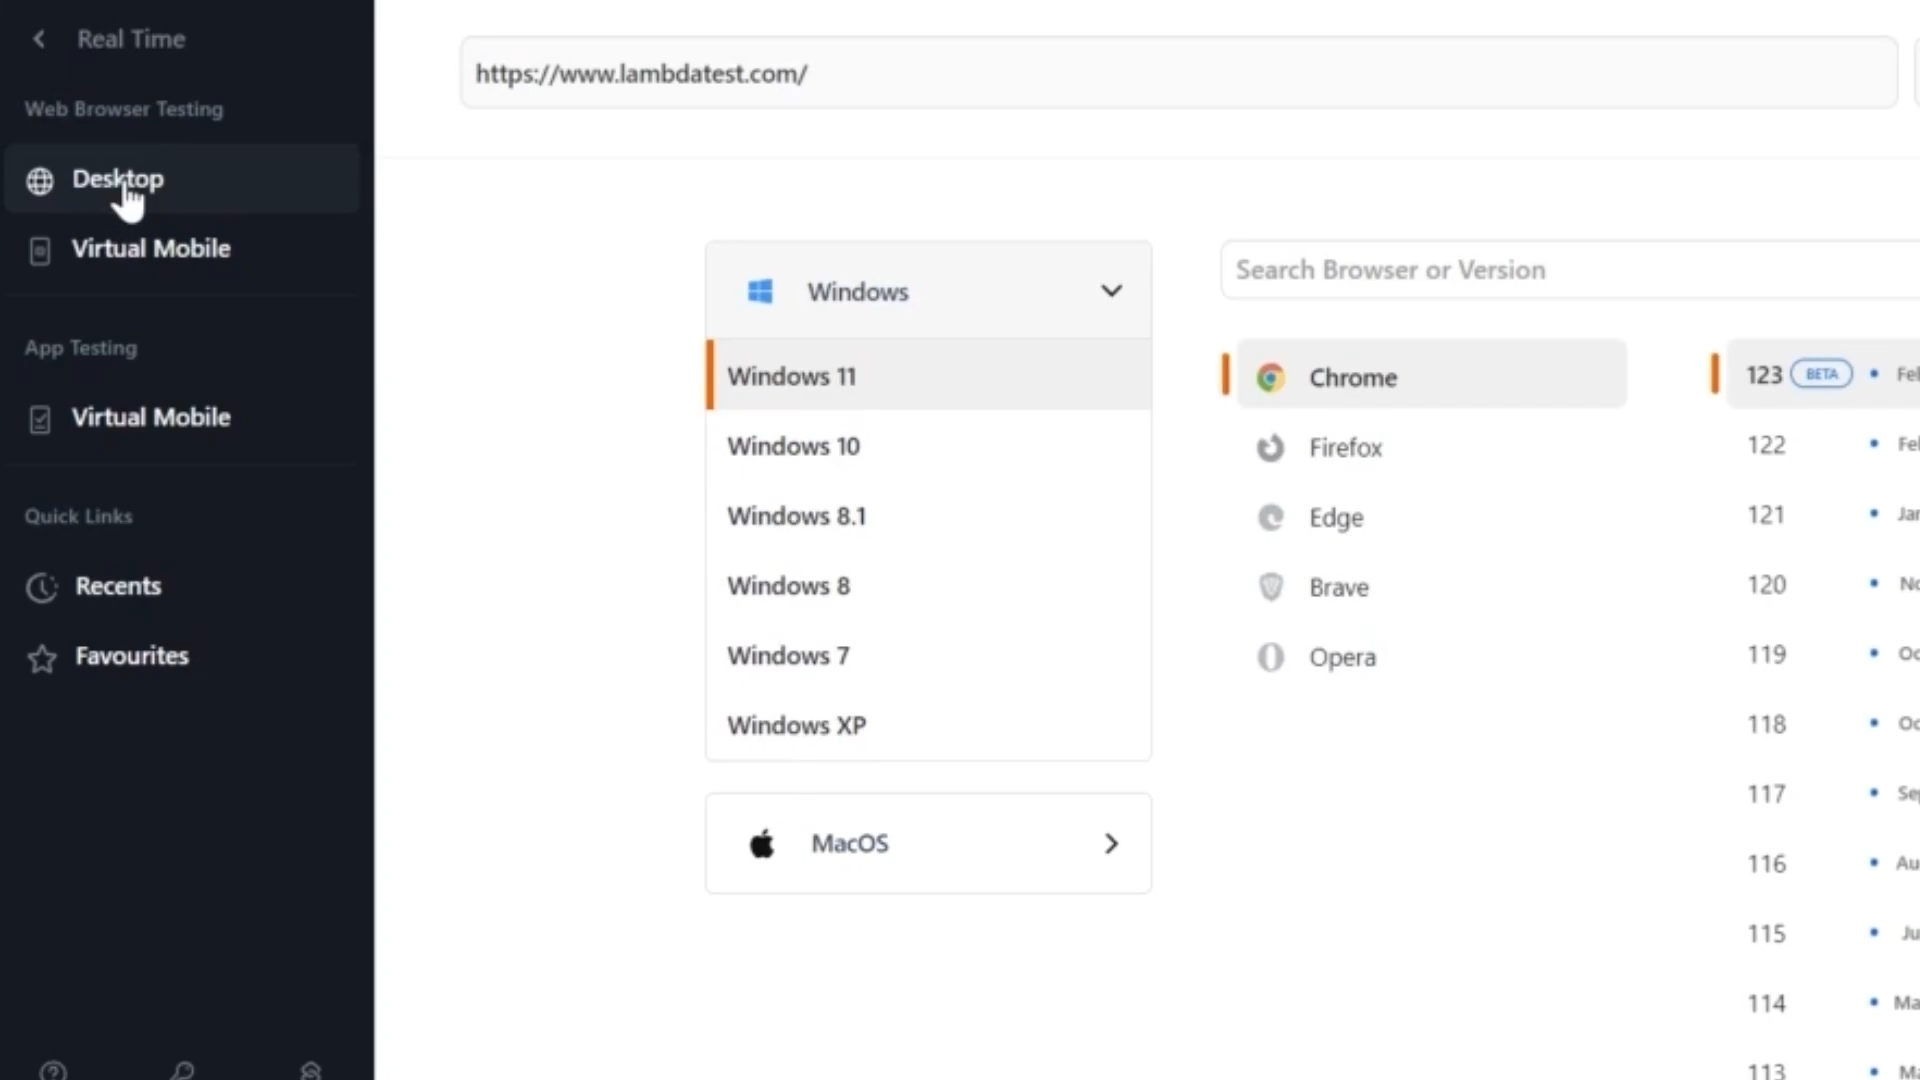 Real Time
Web Browser Testing
Desktop
Virtual Mobile
App Testing
Virtual Mobile
Quick Links
Recents
Favourites
https://www.lambdatest.com/
Windows
Windows 11
Windows 10
Windows 8.1
Windows 8
Windows 7
Windows XP
MacOS
Search Browser or Version
Chrome
Firefox
Edge
Brave
Opera
123 BETA
122
121
120
119
118
117
116
115
114
113